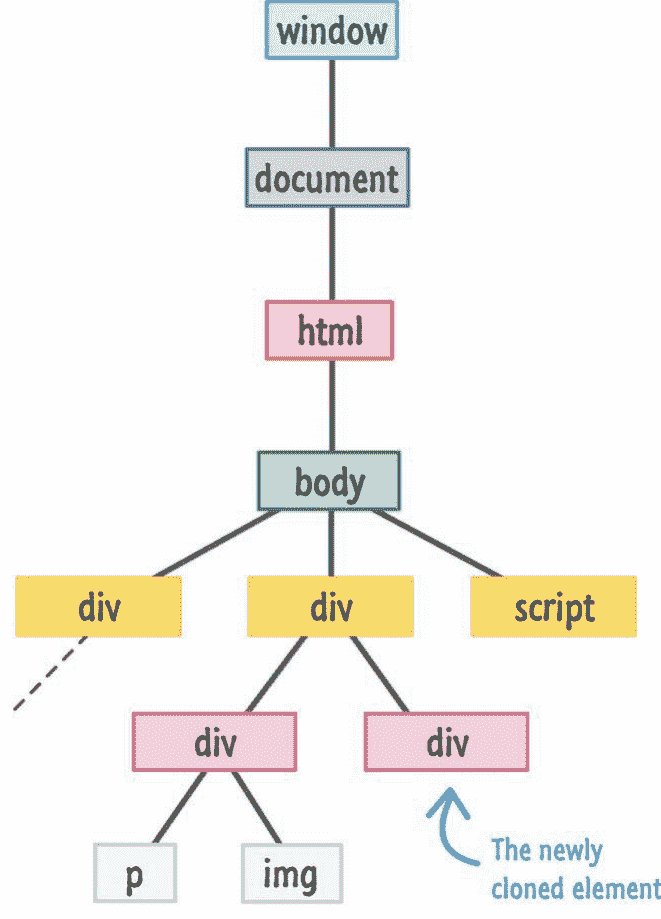 window
document
html
body
div
div
script
div
div
p
img
The newly
cloned element